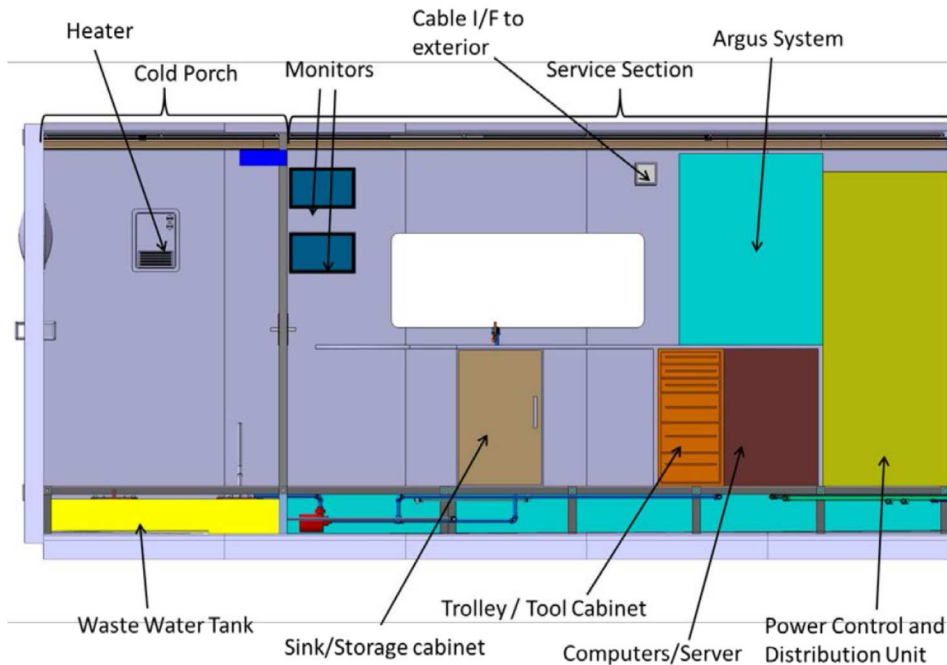 Heater
Cable I/F to
exterior
Argus System
Cold Porch
Monitors
Service Section
Waste Water Tank
Sink/Storage cabinet
Trolley / Tool Cabinet
Computers/Server
Power Control and
Distribution Unit